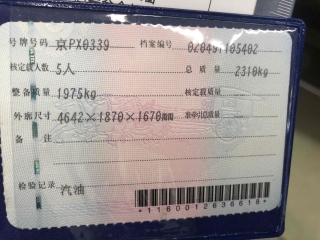 号牌号码 京PX0339 档案编号 020491105402
核定载人数 5人 总质量 2310kg
整备质量 1975kg 核定载质量
外廓尺寸 4642×1870×1670mm 准牵引总质量
备注
检验记录 汽油
*1160012636618*